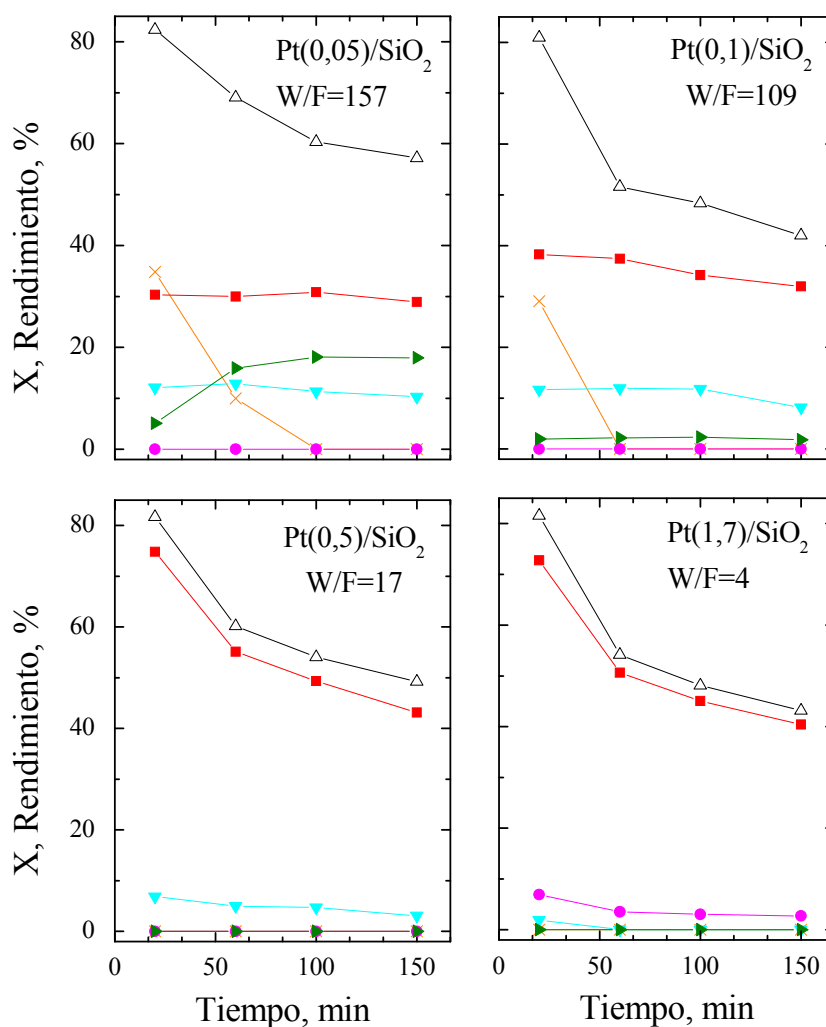 X, Rendimiento, %
80
60
40
20
0
Pt(0,05)/SiO₂
W/F=157
Pt(0,1)/SiO₂
W/F=109
X, Rendimiento, %
80
60
40
20
0
Pt(0,5)/SiO₂
W/F=17
Pt(1,7)/SiO₂
W/F=4
0 50 100 150
0 50 100 150
Tiempo, min
Tiempo, min